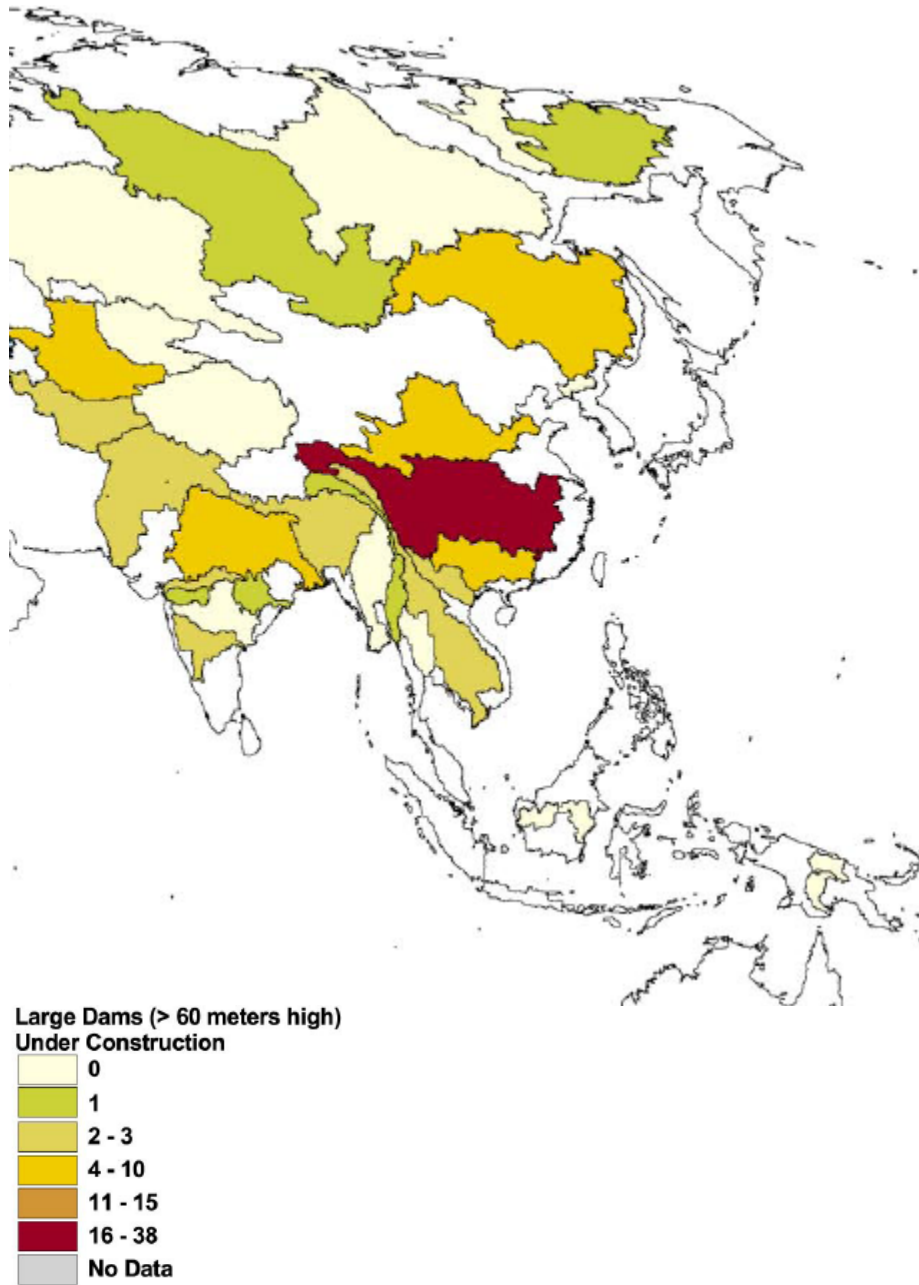 Large Dams (> 60 meters high)
Under Construction
0
1
2 - 3
4 - 10
11 - 15
16 - 38
No Data